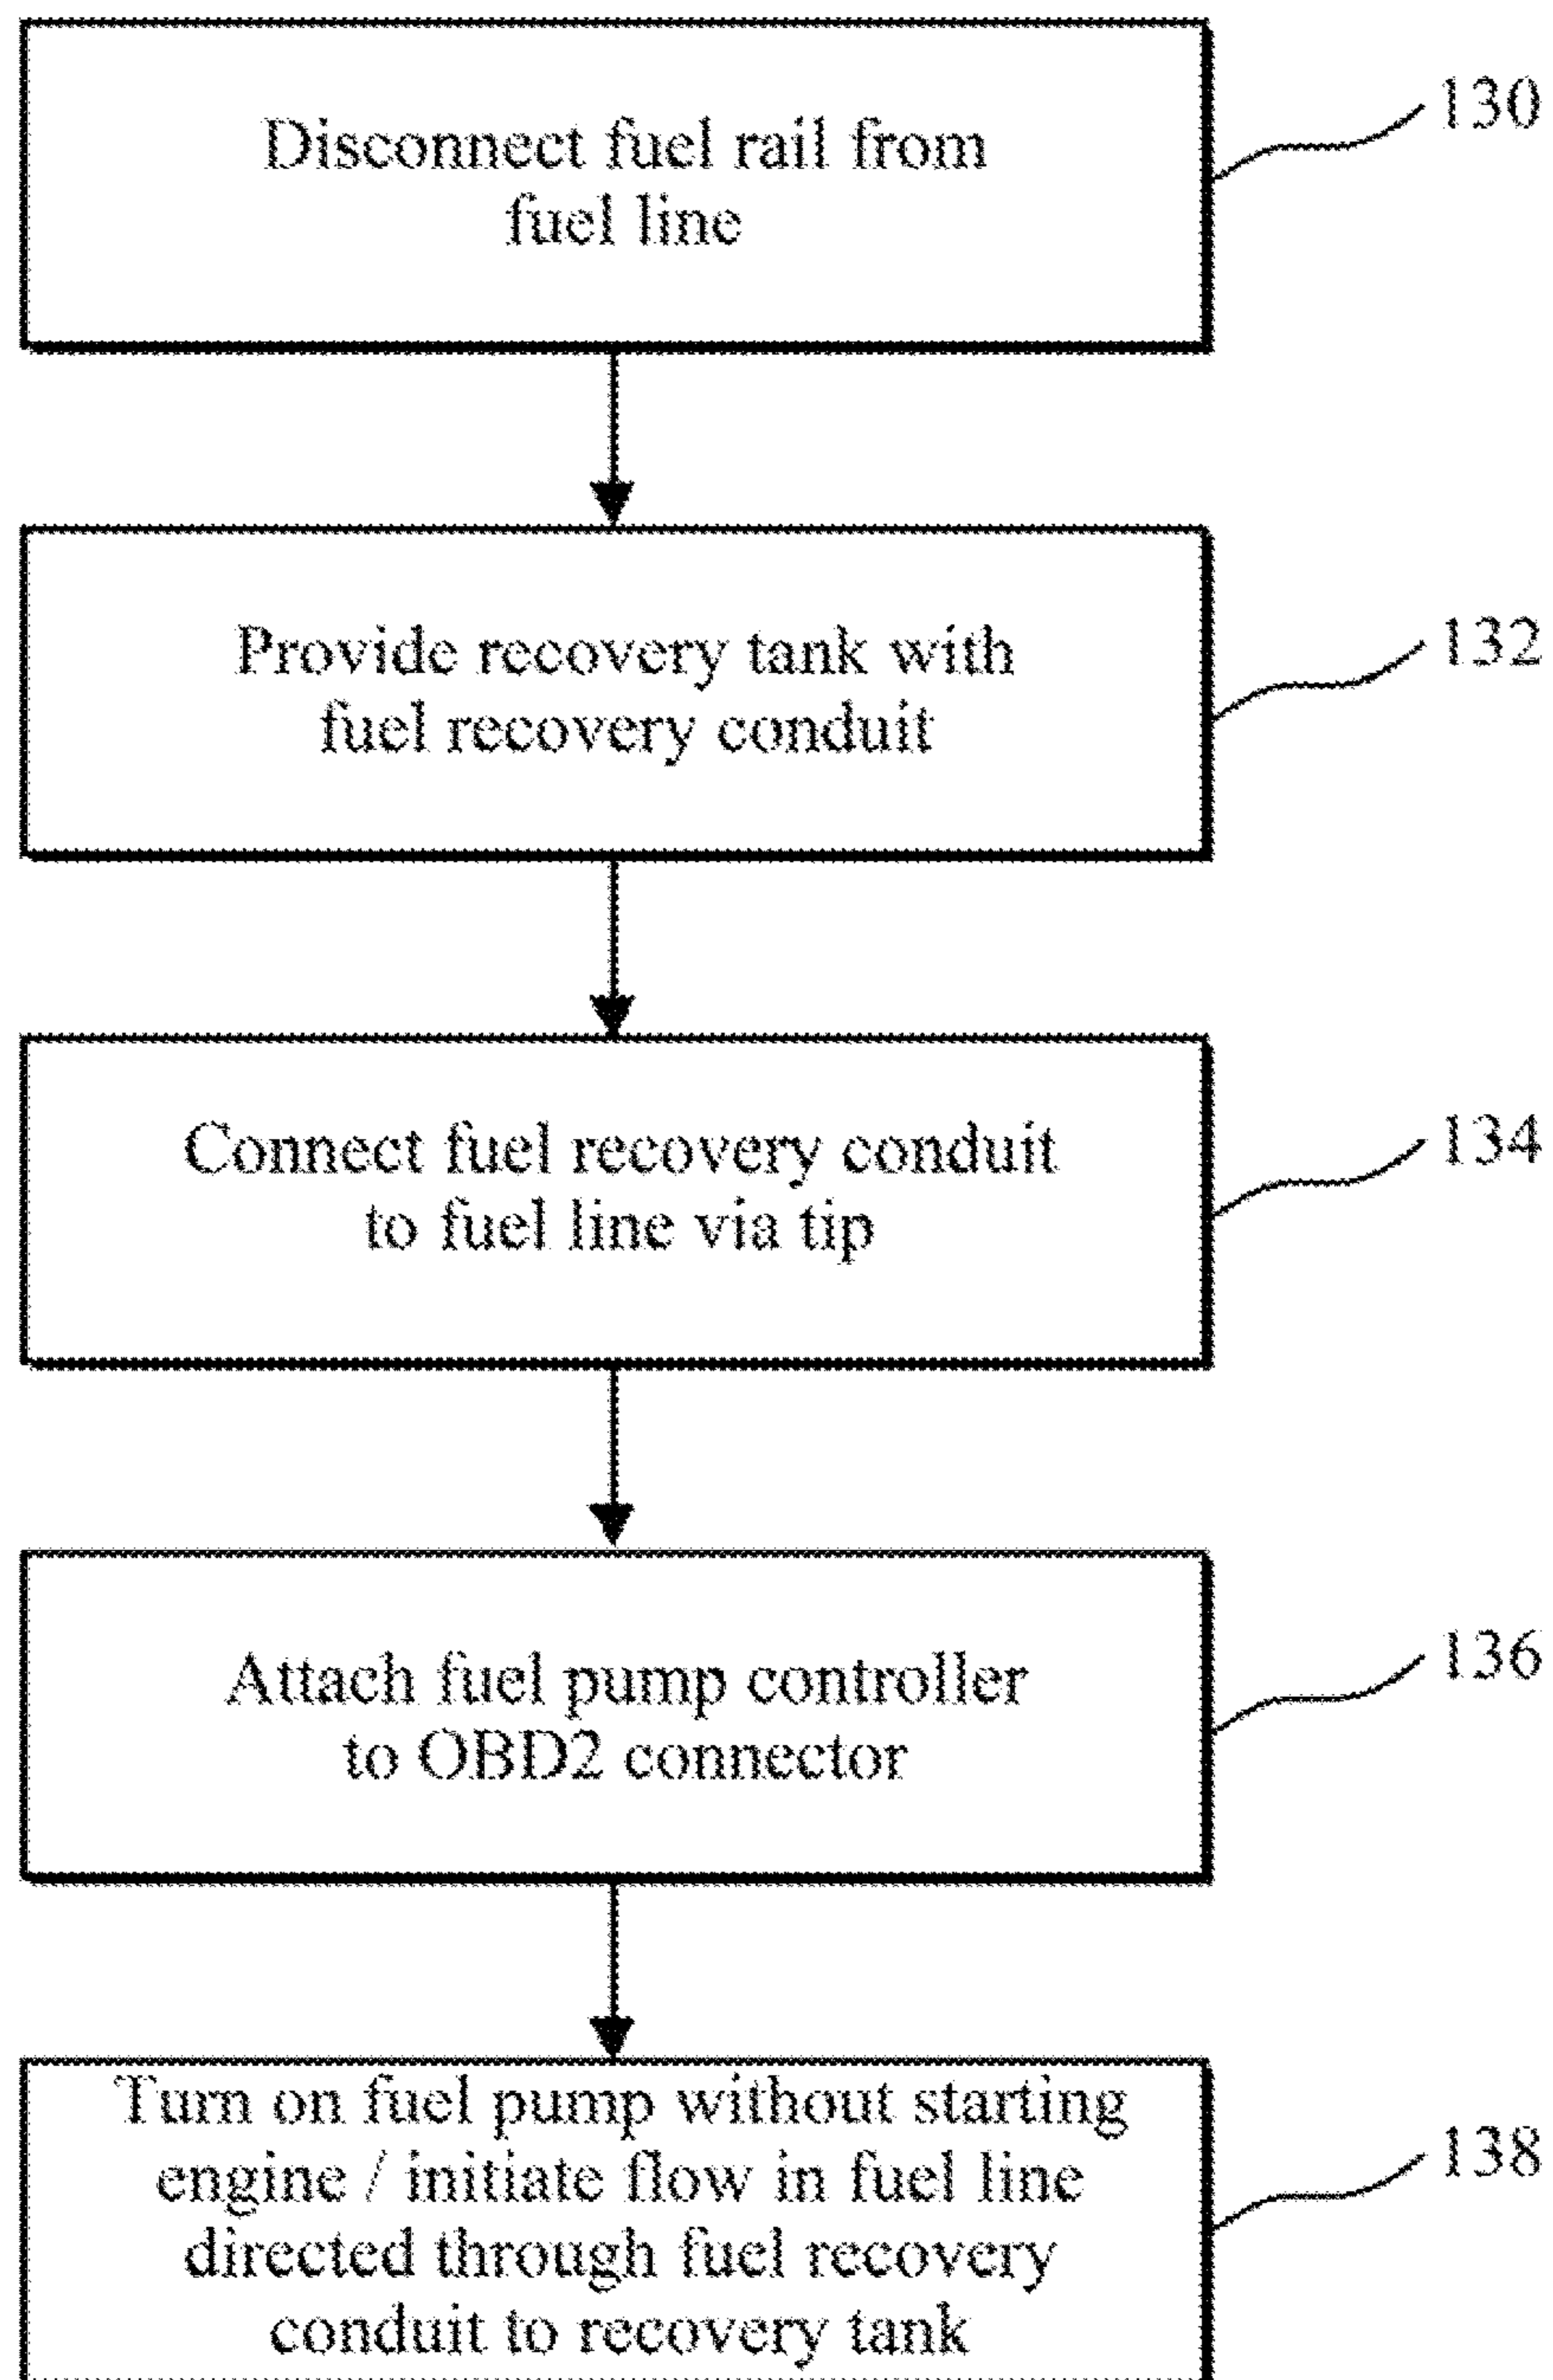 Disconnect fuel rail from
fuel line
130
Provide recovery tank with
fuel recovery conduit
132
Connect fuel recovery conduit
to fuel line via tip
134
Attach fuel pump controller
to OBD2 connector
136
Turn on fuel pump without starting
engine / initiate flow in fuel line
directed through fuel recovery
conduit to recovery tank
138